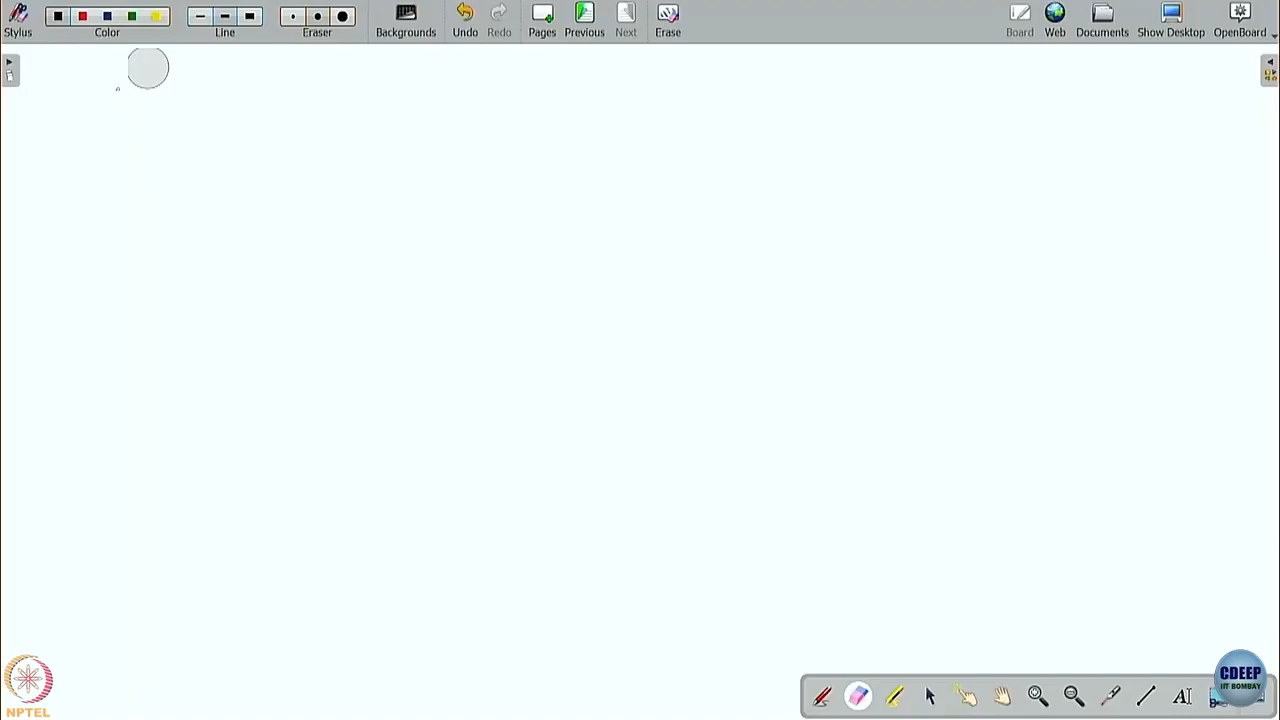 Stylus Color Line Eraser Backgrounds Undo Redo Pages Previous Next Erase Board Web Documents Show Desktop OpenBoard
CDEEP
IIT BOMBAY
NPTEL